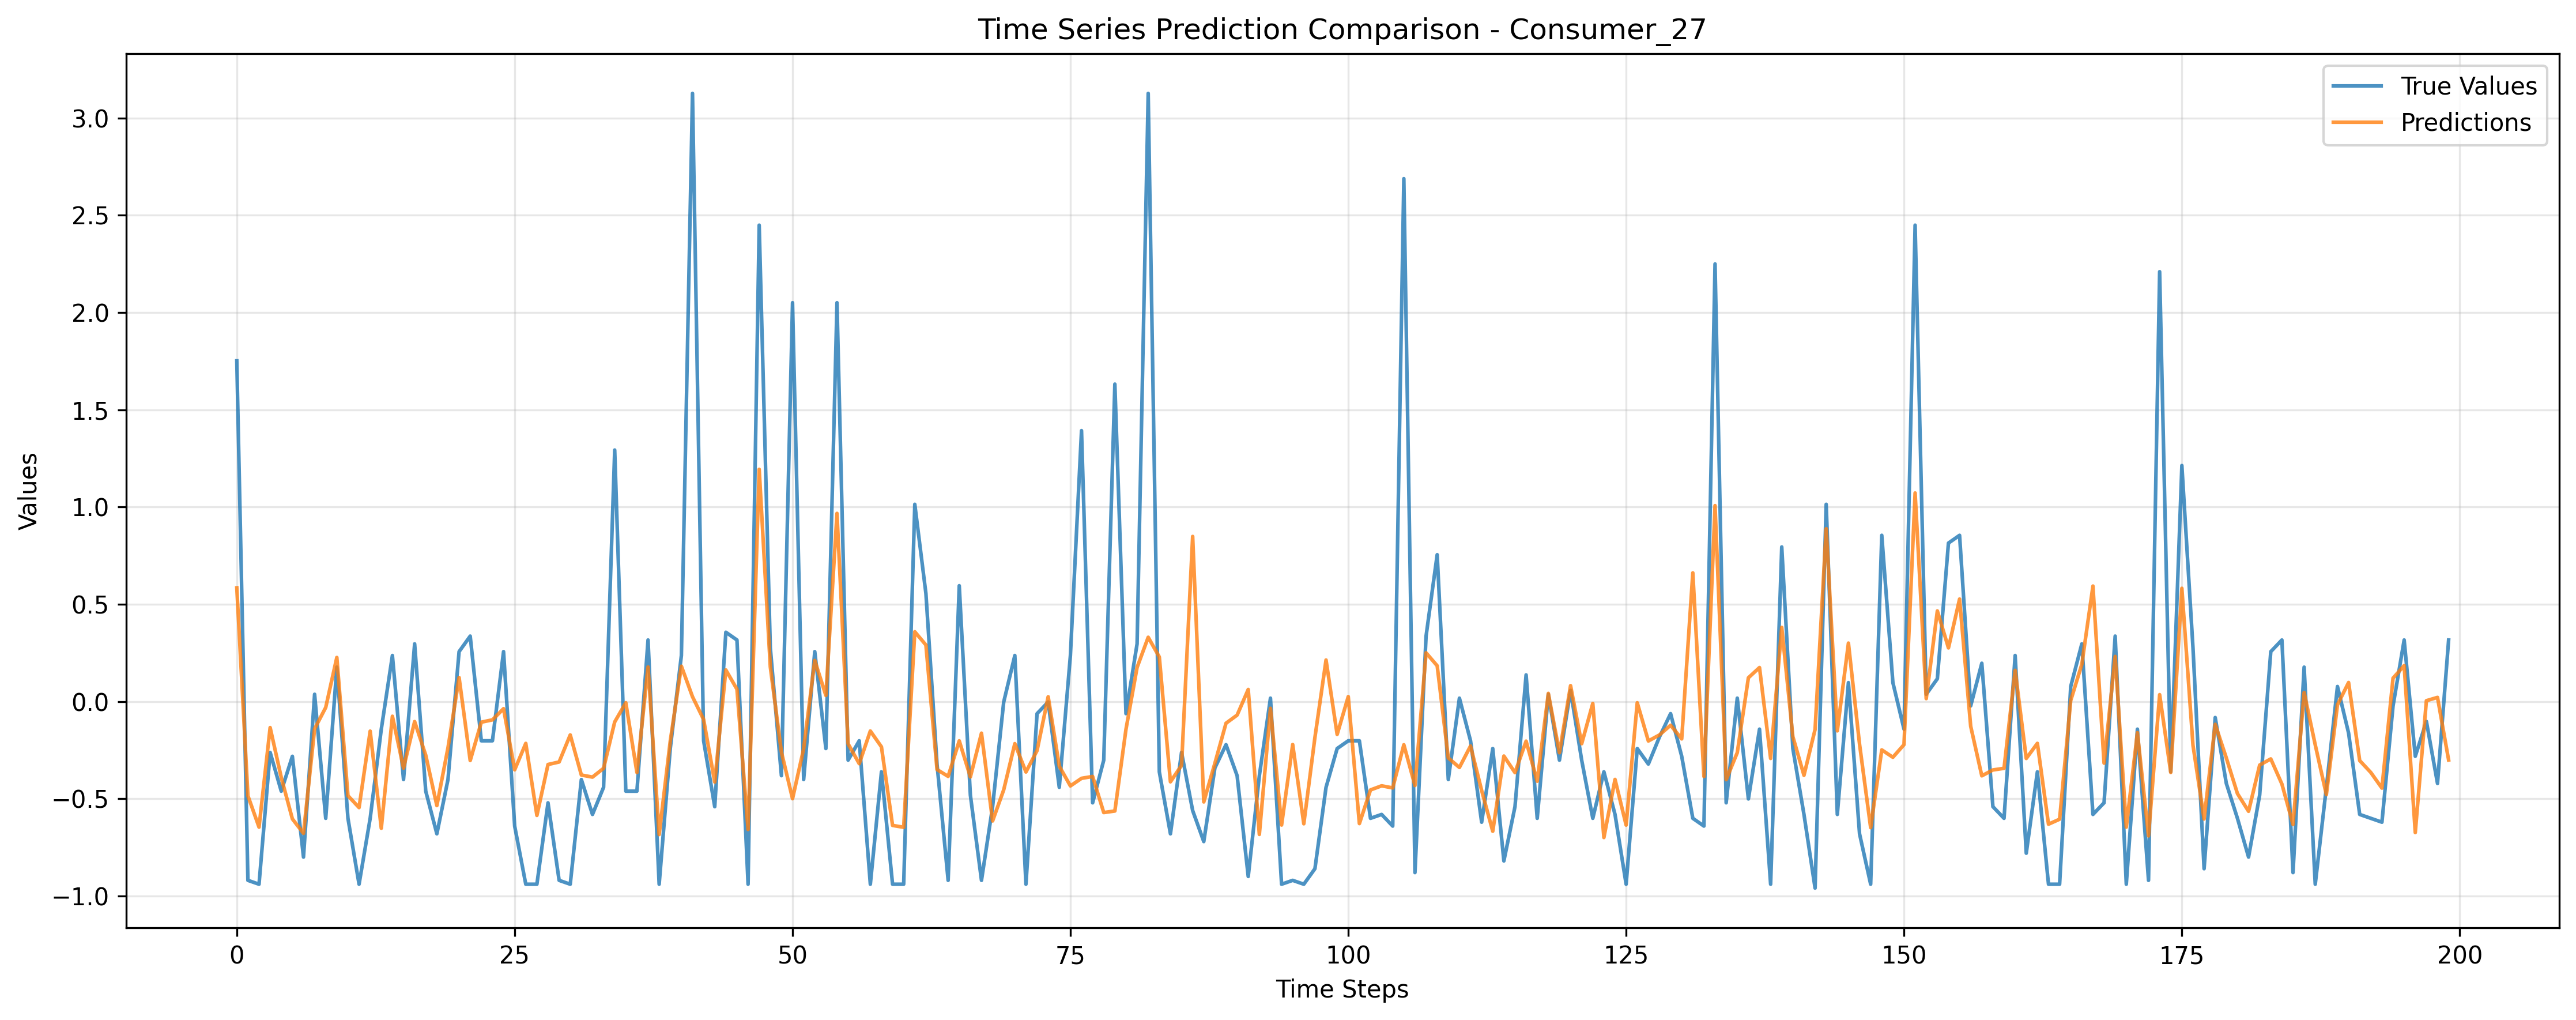 Time Series Prediction Comparison - Consumer_27
True Values
Predictions
Values
3.0
2.5
2.0
1.5
1.0
0.5
0.0
−0.5
−1.0
0 25 50 75 100 125 150 175 200
Time Steps